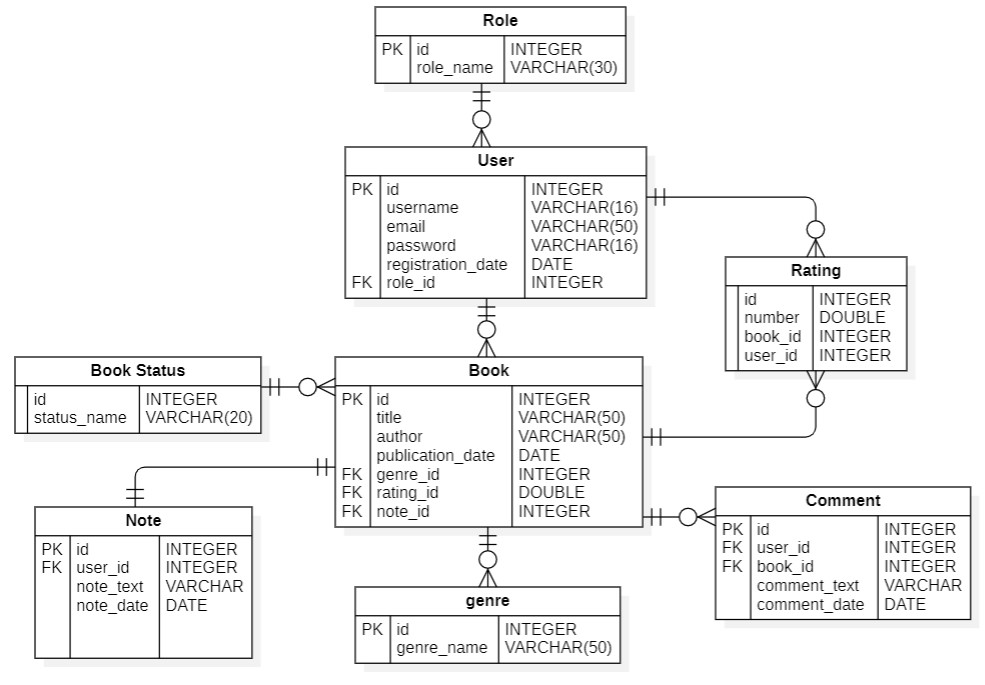 Role
PK id INTEGER
role_name VARCHAR(30)
User
PK id INTEGER
username VARCHAR(16)
email VARCHAR(50)
password VARCHAR(16)
registration_date DATE
FK role_id INTEGER
Rating
id INTEGER
number DOUBLE
book_id INTEGER
user_id INTEGER
Book Status
id INTEGER
status_name VARCHAR(20)
Book
PK id INTEGER
title VARCHAR(50)
author VARCHAR(50)
publication_date DATE
FK genre_id INTEGER
FK rating_id DOUBLE
FK note_id INTEGER
Note
PK id INTEGER
FK user_id INTEGER
note_text VARCHAR
note_date DATE
Comment
PK id INTEGER
FK user_id INTEGER
FK book_id INTEGER
comment_text VARCHAR
comment_date DATE
genre
PK id INTEGER
genre_name VARCHAR(50)